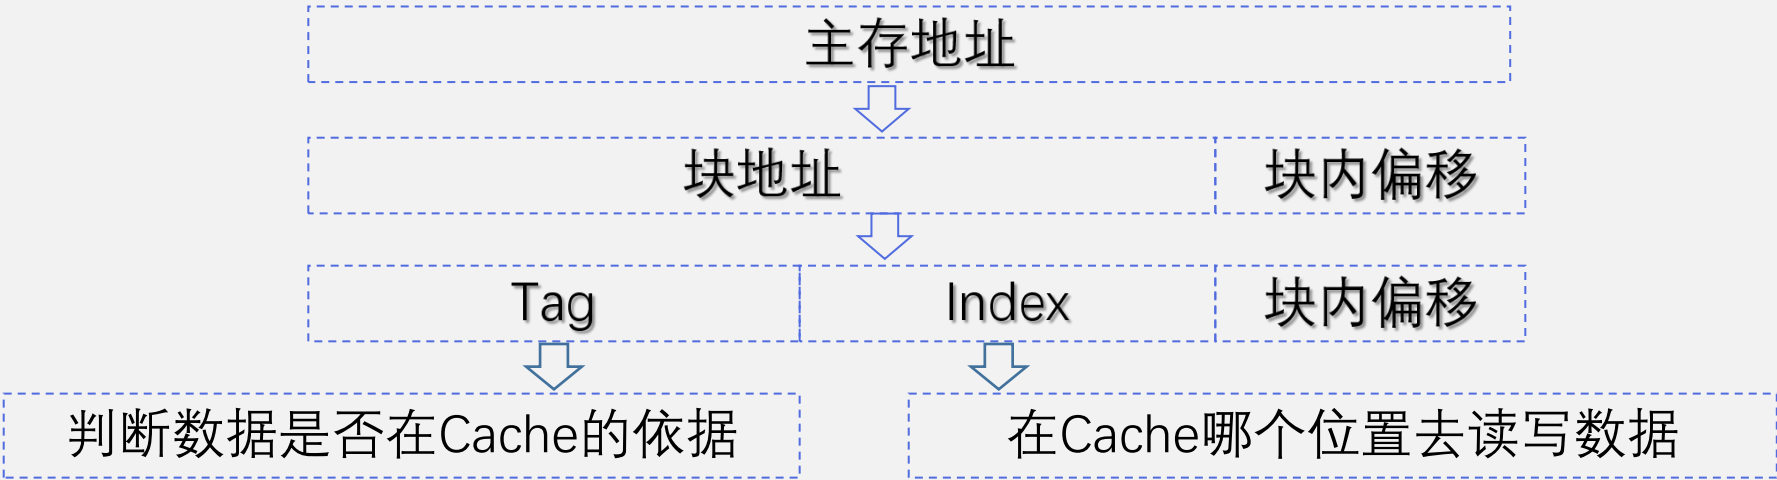 主存地址
块地址 块内偏移
Tag Index 块内偏移
判断数据是否在Cache的依据 在Cache哪个位置去读写数据